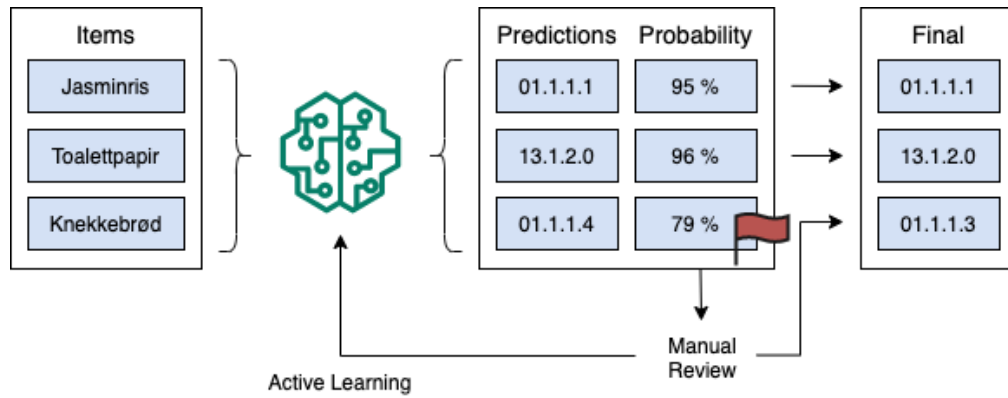 Items
Jasminris
Toalettpapir
Knekkebrød
Predictions Probability
01.1.1.1 95 %
13.1.2.0 96 %
01.1.1.4 79 %
Final
01.1.1.1
13.1.2.0
01.1.1.3
Manual
Review
Active Learning